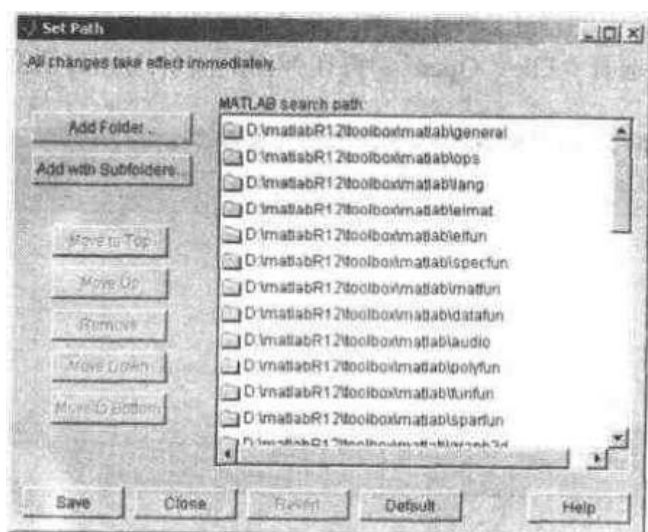 Set Path
All changes take effect immediately.
MATLAB search path:
Add Folder...
Add with Subfolders...
Move to Top
Move Up
Remove
Move Down
Move to Bottom
D:\matlabR12\toolbox\matlab\general
D:\matlabR12\toolbox\matlab\ops
D:\matlabR12\toolbox\matlab\lang
D:\matlabR12\toolbox\matlab\elmat
D:\matlabR12\toolbox\matlab\elfun
D:\matlabR12\toolbox\matlab\specfun
D:\matlabR12\toolbox\matlab\matfun
D:\matlabR12\toolbox\matlab\datafun
D:\matlabR12\toolbox\matlab\audio
D:\matlabR12\toolbox\matlab\polyfun
D:\matlabR12\toolbox\matlab\funfun
D:\matlabR12\toolbox\matlab\sparfun
D:\matlabR12\toolbox\matlab\graph2d
Save
Close
Revert
Default
Help